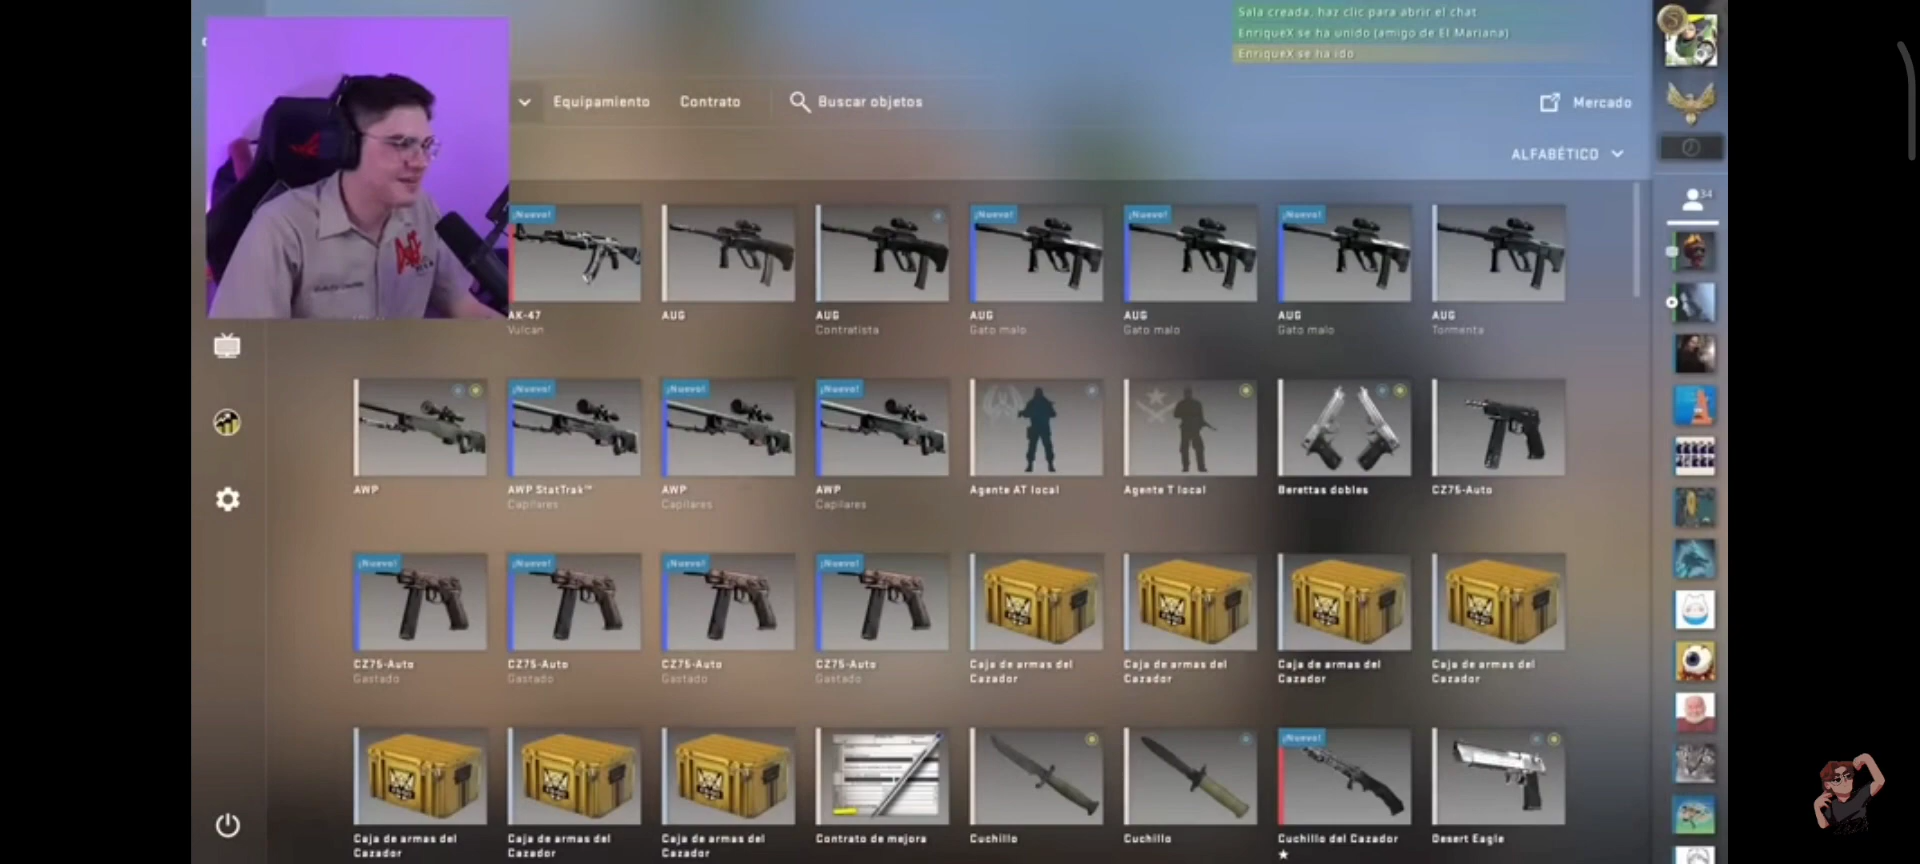 Sala creada, haz clic para abrir el chat
EnriqueX se ha unido (amigo de El Mariana)
EnriqueX se ha ido
Equipamiento
Contrato
Buscar objetos
Mercado
ALFABÉTICO
34
¡Nuevo!
¡Nuevo!
¡Nuevo!
¡Nuevo!
AK-47
Vulcan
AUG
AUG
Contratista
AUG
Gato malo
AUG
Gato malo
AUG
Gato malo
AUG
Tormenta
¡Nuevo!
¡Nuevo!
¡Nuevo!
AWP
AWP StatTrak™
Capilares
AWP
Capilares
AWP
Capilares
Agente AT local
Agente T local
Berettas dobles
CZ75-Auto
¡Nuevo!
¡Nuevo!
¡Nuevo!
¡Nuevo!
CZ75-Auto
Gastado
CZ75-Auto
Gastado
CZ75-Auto
Gastado
CZ75-Auto
Gastado
Caja de armas del
Cazador
Caja de armas del
Cazador
Caja de armas del
Cazador
Caja de armas del
Cazador
¡Nuevo!
Caja de armas del
Cazador
Caja de armas del
Cazador
Caja de armas del
Cazador
Contrato de mejora
Cuchillo
Cuchillo
Cuchillo del Cazador
★
Desert Eagle